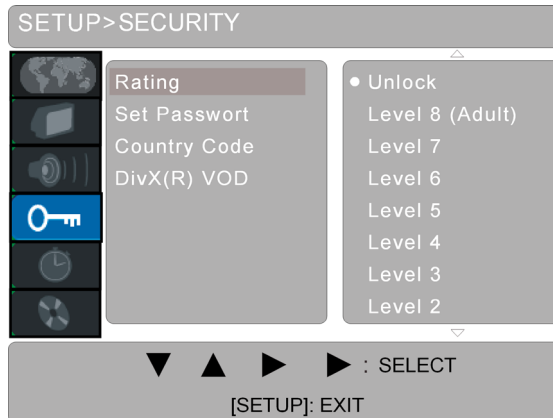 SETUP>SECURITY
Rating
Set Passwort
Country Code
DivX(R) VOD
Unlock
Level 8 (Adult)
Level 7
Level 6
Level 5
Level 4
Level 3
Level 2
: SELECT
[SETUP]: EXIT